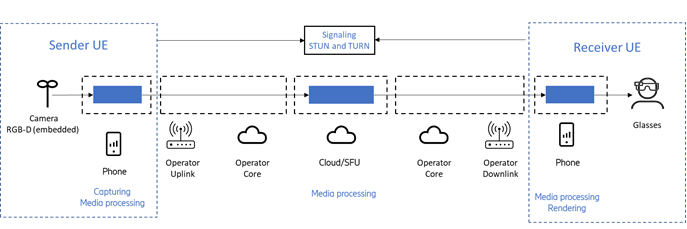 Signaling
STUN and TURN
Sender UE
Receiver UE
Camera
RGB-D (embedded)
Phone
Operator
Uplink
Operator
Core
Cloud/SFU
Operator
Core
Operator
Downlink
Phone
Glasses
Capturing
Media processing
Media processing
Media processing
Rendering